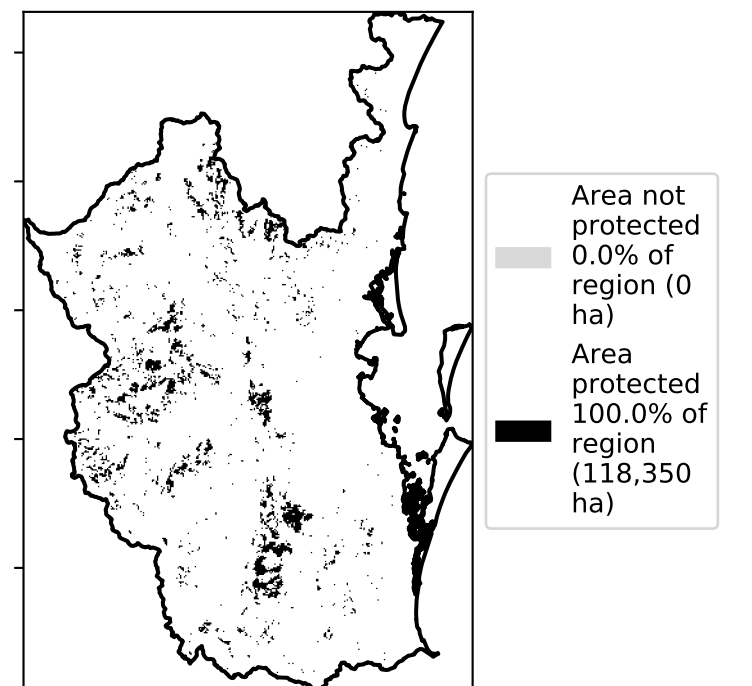 Area not
protected
0.0% of
region (0
ha)
Area
protected
100.0% of
region
(118,350
ha)